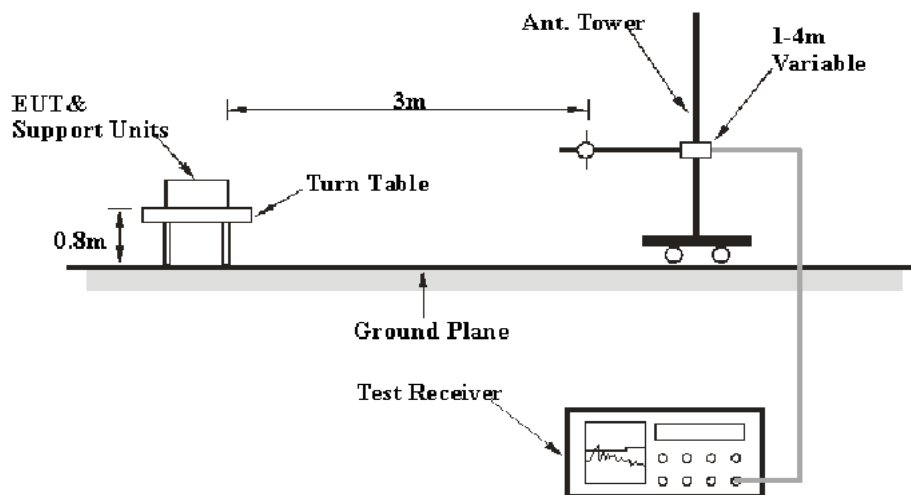 Ant. Tower
1-4m
Variable
3m
EUT&
Support Units
Turn Table
0.8m
Ground Plane
Test Receiver